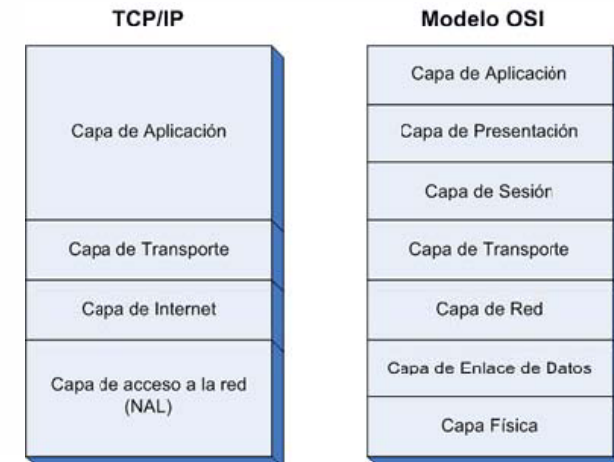 TCP/IP
Capa de Aplicación
Capa de Transporte
Capa de Internet
Capa de acceso a la red
(NAL)
Modelo OSI
Capa de Aplicación
Capa de Presentación
Capa de Sesión
Capa de Transporte
Capa de Red
Capa de Enlace de Datos
Capa Física